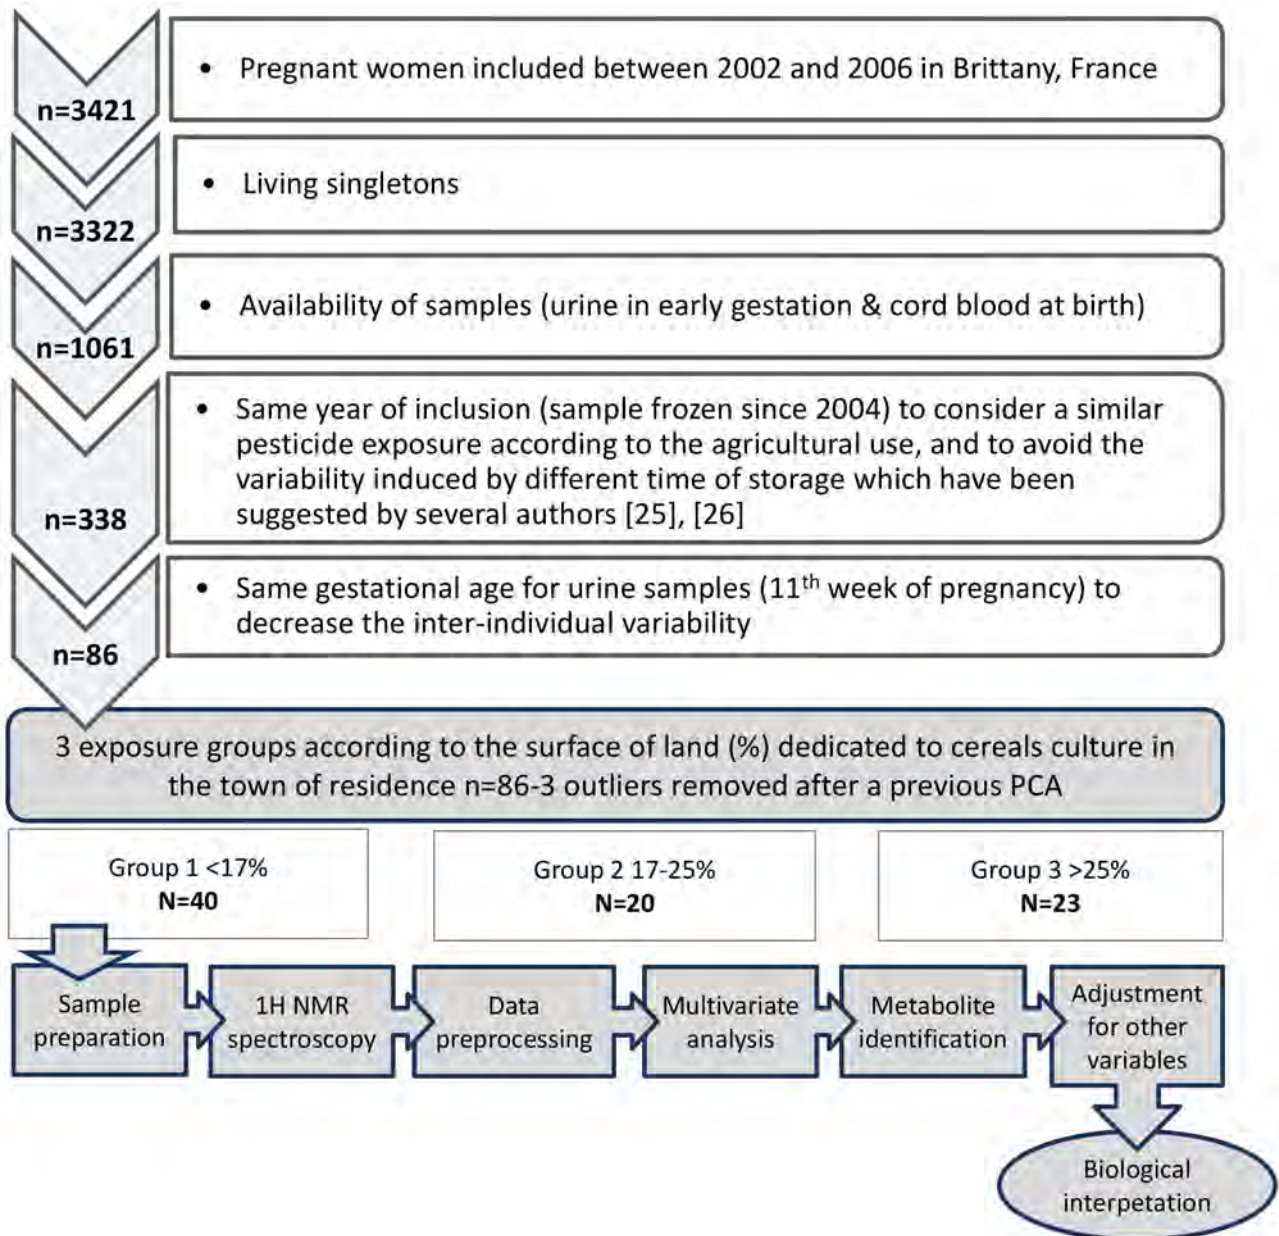 n=3421
• Pregnant women included between 2002 and 2006 in Brittany, France
n=3322
• Living singletons
n=1061
• Availability of samples (urine in early gestation & cord blood at birth)
n=338
• Same year of inclusion (sample frozen since 2004) to consider a similar
pesticide exposure according to the agricultural use, and to avoid the
variability induced by different time of storage which have been
suggested by several authors [25], [26]
n=86
• Same gestational age for urine samples (11th week of pregnancy) to
decrease the inter-individual variability
3 exposure groups according to the surface of land (%) dedicated to cereals culture in
the town of residence n=86-3 outliers removed after a previous PCA
Group 1 <17%
N=40
Group 2 17-25%
N=20
Group 3 >25%
N=23
Sample
preparation
1H NMR
spectroscopy
Data
preprocessing
Multivariate
analysis
Metabolite
identification
Adjustment
for other
variables
Biological
interpetation